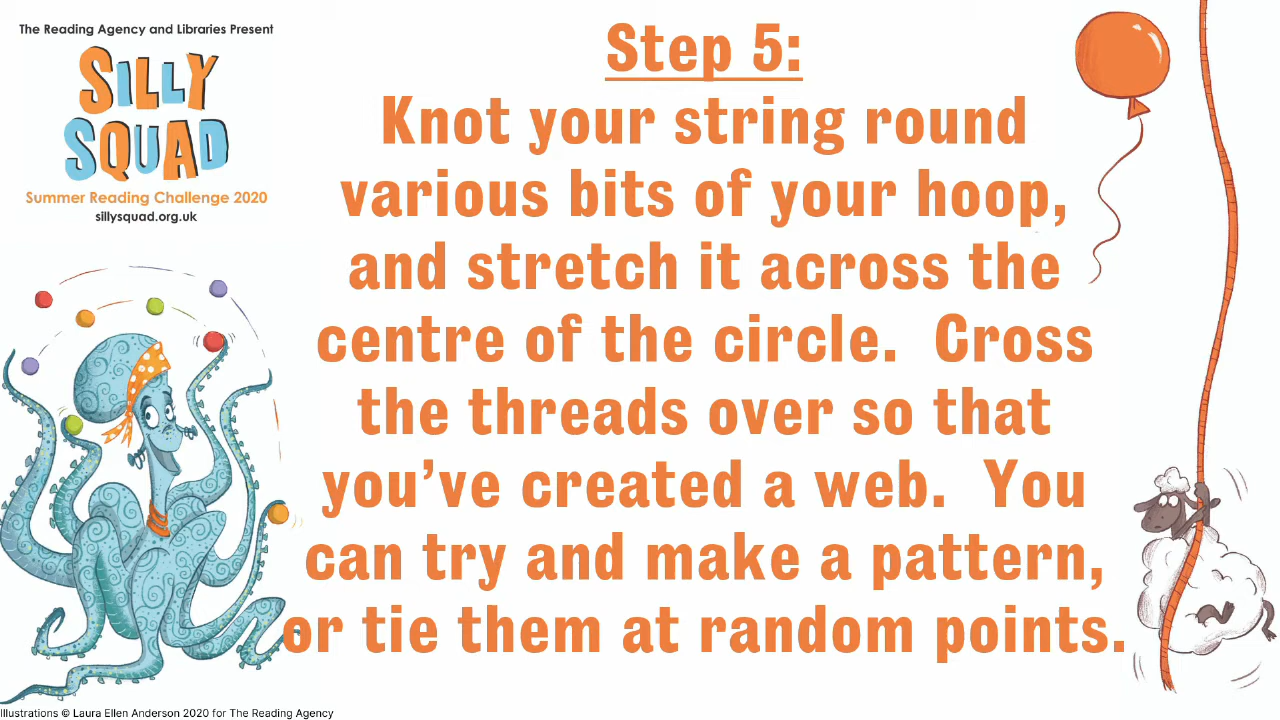 The Reading Agency and Libraries Present
SILLY
SQUAD
Summer Reading Challenge 2020
sillysquad.org.uk
Step 5:
Knot your string round
various bits of your hoop,
and stretch it across the
centre of the circle. Cross
the threads over so that
you've created a web. You
can try and make a pattern,
or tie them at random points.
Illustrations © Laura Ellen Anderson 2020 for The Reading Agency